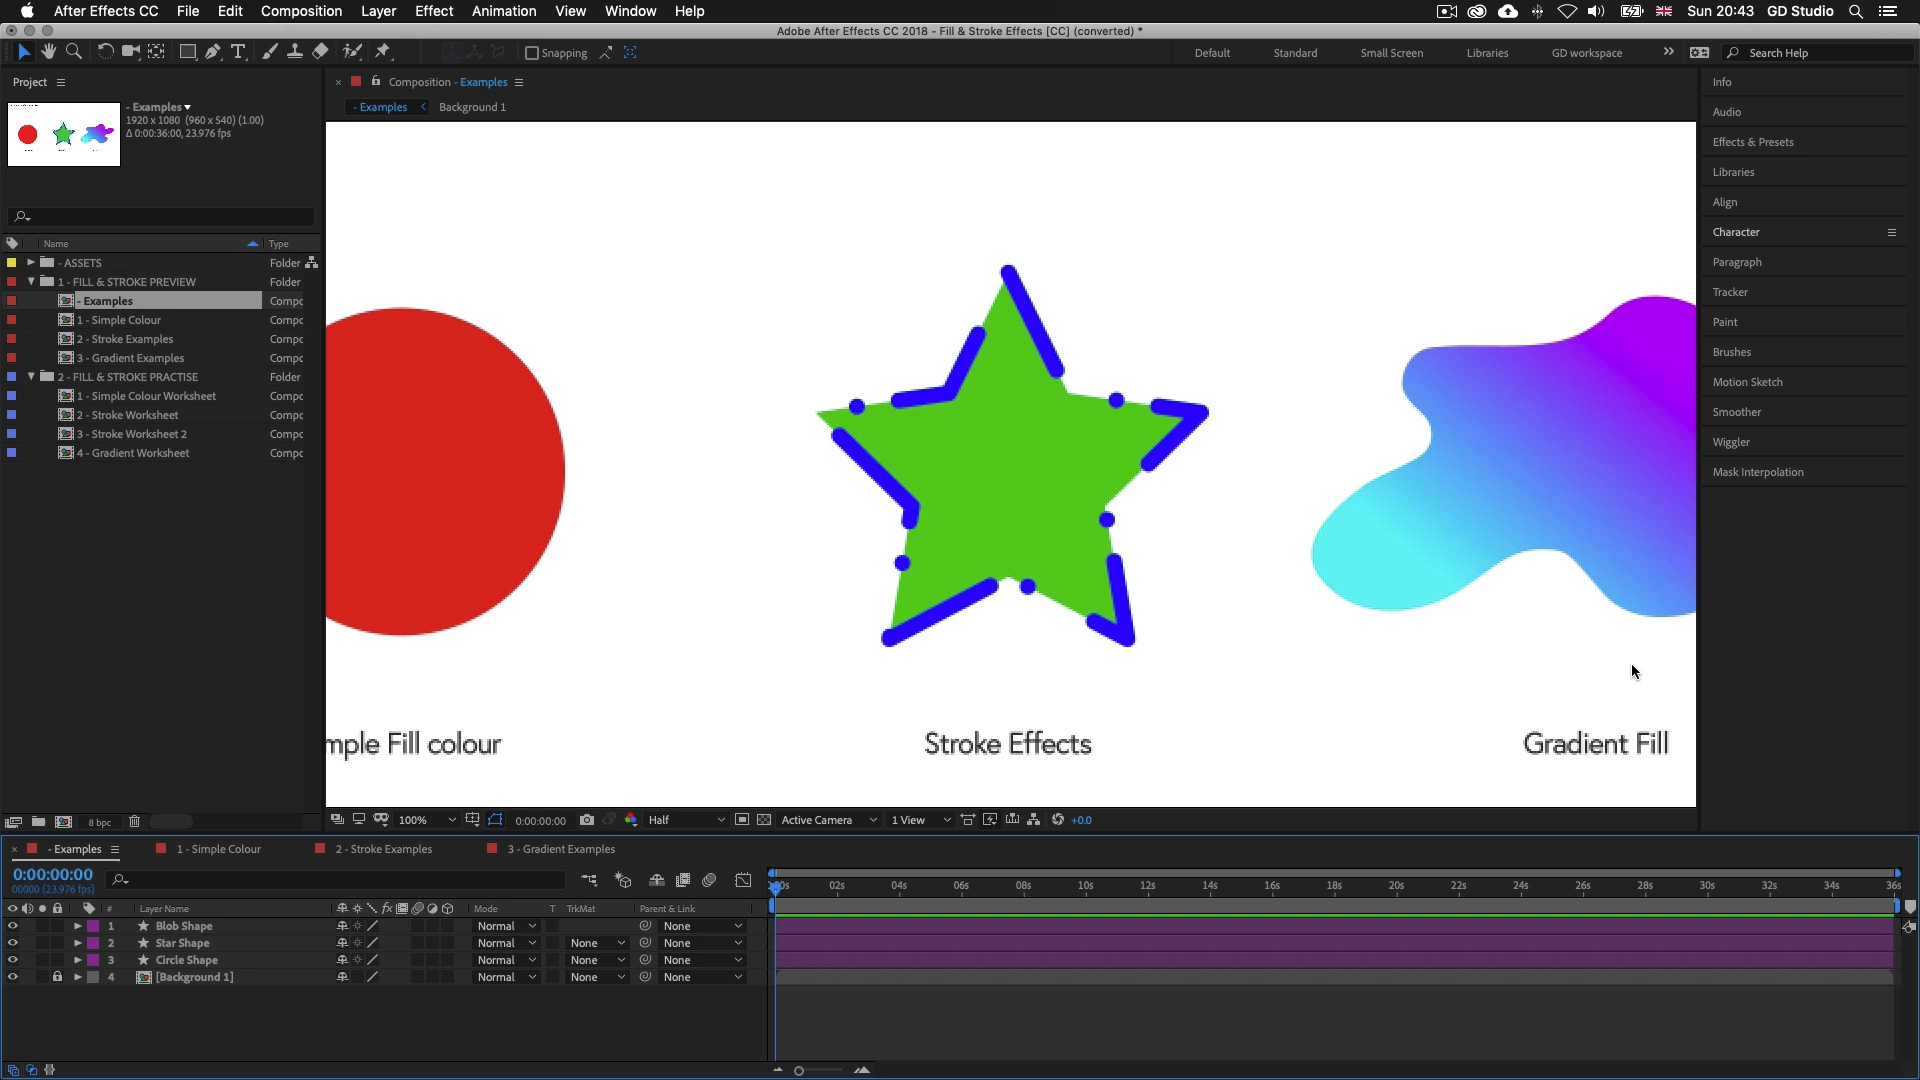 After Effects CC File Edit Composition Layer Effect Animation View Window Help Sun 20:43 GD Studio
Adobe After Effects CC 2018 - Fill & Stroke Effects [CC] (converted) *
Snapping Default Standard Small Screen Libraries GD workspace Search Help
Project
Composition - Examples
- Examples Background 1
- Examples
1920 x 1080 (960 x 540) (1.00)
Δ 0:00:36:00, 23.976 fps
Name Type
- ASSETS Folder
1 - FILL & STROKE PREVIEW Folder
- Examples Compc
1 - Simple Colour Compc
2 - Stroke Examples Compc
3 - Gradient Examples Compc
2 - FILL & STROKE PRACTISE Folder
1 - Simple Colour Worksheet Compc
2 - Stroke Worksheet Compc
3 - Stroke Worksheet 2 Compc
4 - Gradient Worksheet Compc
8 bpc
mple Fill colour
Stroke Effects
Gradient Fill
100% 0:00:00:00 Half Active Camera 1 View +0.0
Info
Audio
Effects & Presets
Libraries
Align
Character
Paragraph
Tracker
Paint
Brushes
Motion Sketch
Smoother
Wiggler
Mask Interpolation
- Examples 1 - Simple Colour 2 - Stroke Examples 3 - Gradient Examples
0:00:00:00
00000 (23.976 fps)
02s 04s 06s 08s 10s 12s 14s 16s 18s 20s 22s 24s 26s 28s 30s 32s 34s 36s
# Layer Name fx Mode T TrkMat Parent & Link
1 Blob Shape Normal None
2 Star Shape Normal None None
3 Circle Shape Normal None None
4 [Background 1] Normal None None